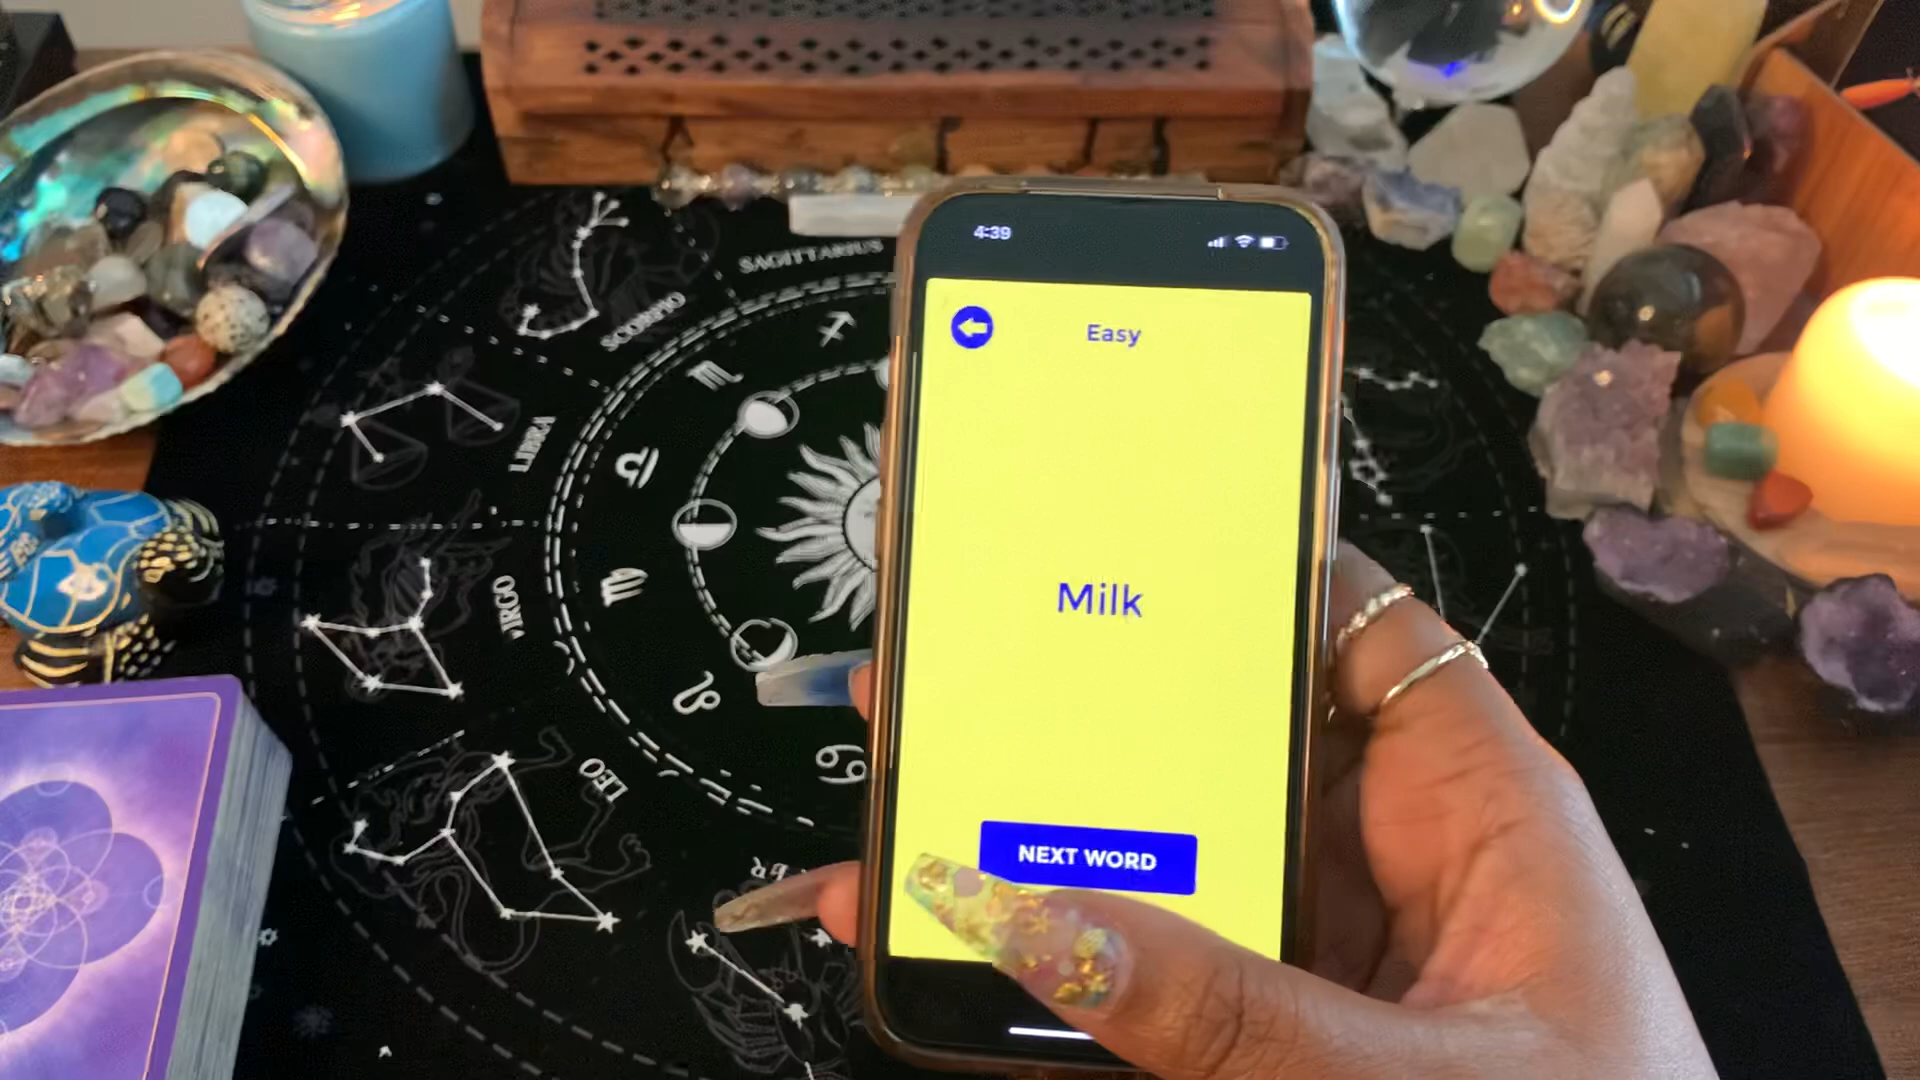 SAGITTARIUS
SCORPIO
LIBRA
VIRGO
LEO
4:39
Easy
Milk
NEXT WORD